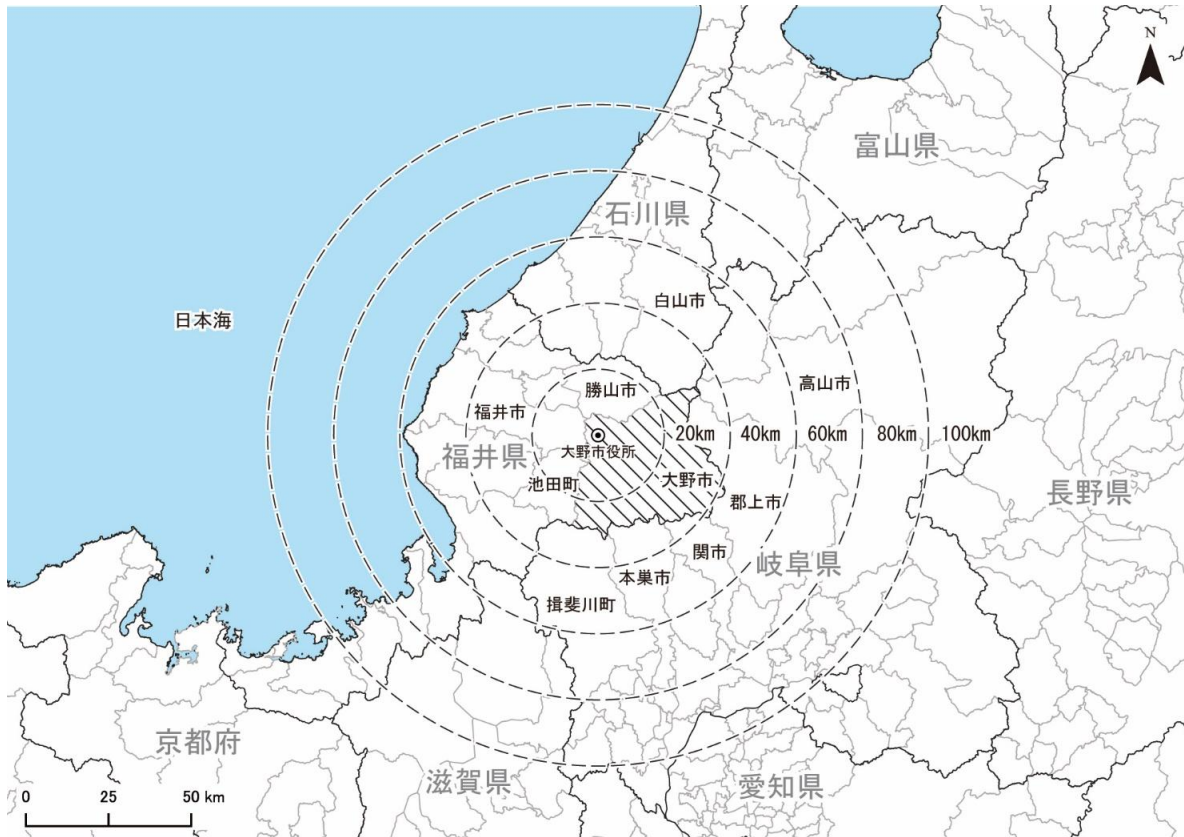 N
富山県
石川県
白山市
日本海
高山市
勝山市
福井市
20km
40km
60km
80km
100km
大野市役所
福井県
池田町
大野市
長野県
郡上市
関市
岐阜県
本巣市
揖斐川町
京都府
滋賀県
愛知県
0 25 50 km